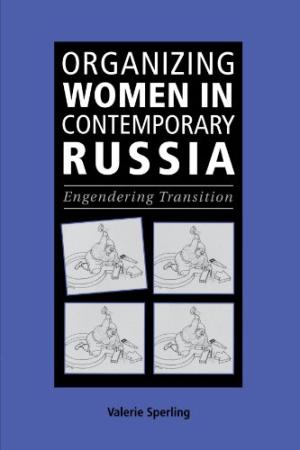 ORGANIZING
WOMEN IN
CONTEMPORARY
RUSSIA
Engendering Transition
Valerie Sperling